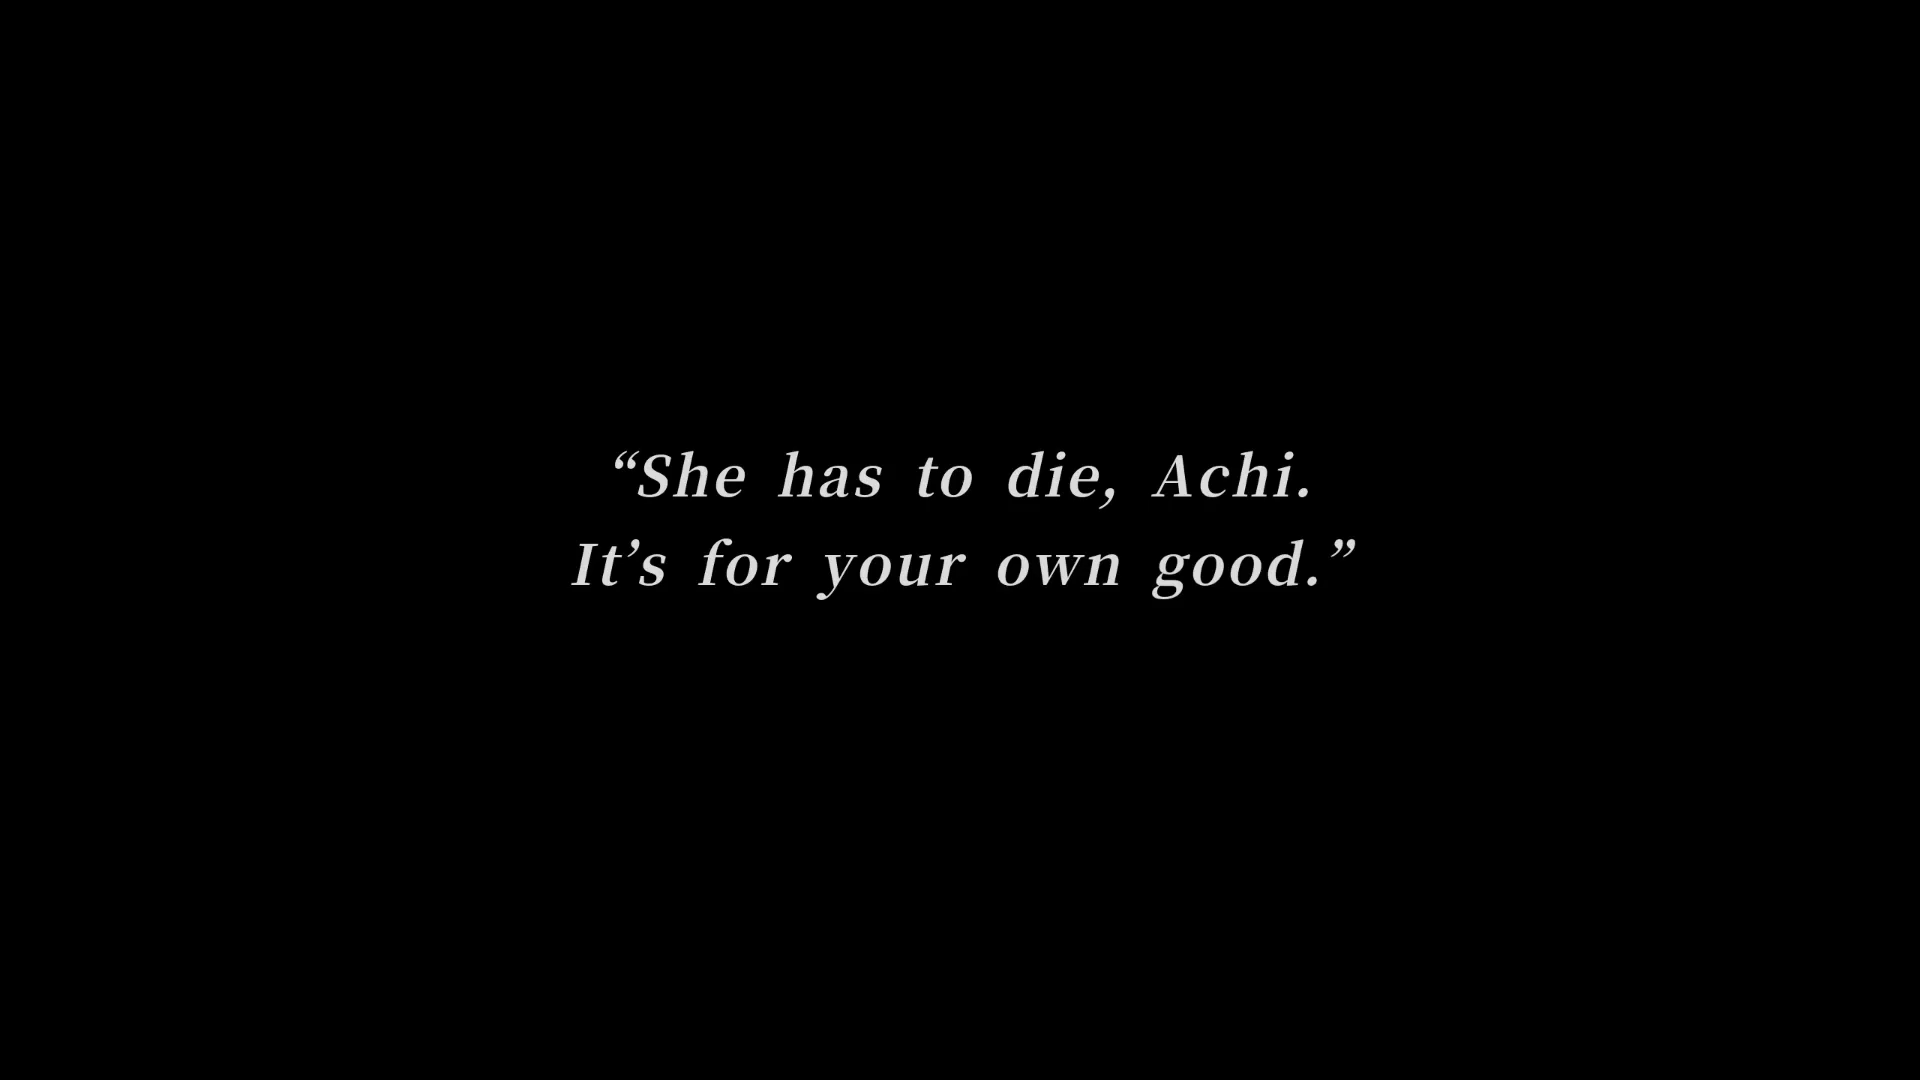 “She has to die, Achi.
It’s for your own good.”